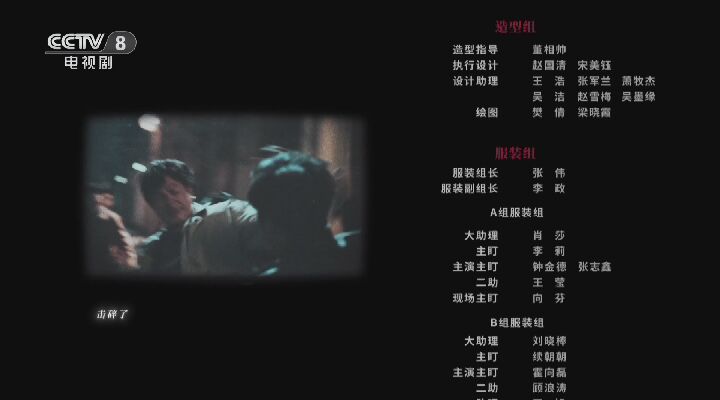 CCTV 8
电视剧
击碎了
造型组
造型指导 董相帅
执行设计 赵国清 宋美钰
设计助理 王 浩 张军兰 萧牧杰
吴 洁 赵雪梅 吴墨缘
绘图 樊 倩 梁晓霞
服装组
服装组长 张 伟
服装副组长 李 政
A组服装组
大助理 肖 莎
主盯 李 莉
主演主盯 钟金德 张志鑫
二助 王 莹
现场主盯 向 芬
B组服装组
大助理 刘晓棒
主盯 续朝朝
主演主盯 霍向磊
二助 顾浪涛